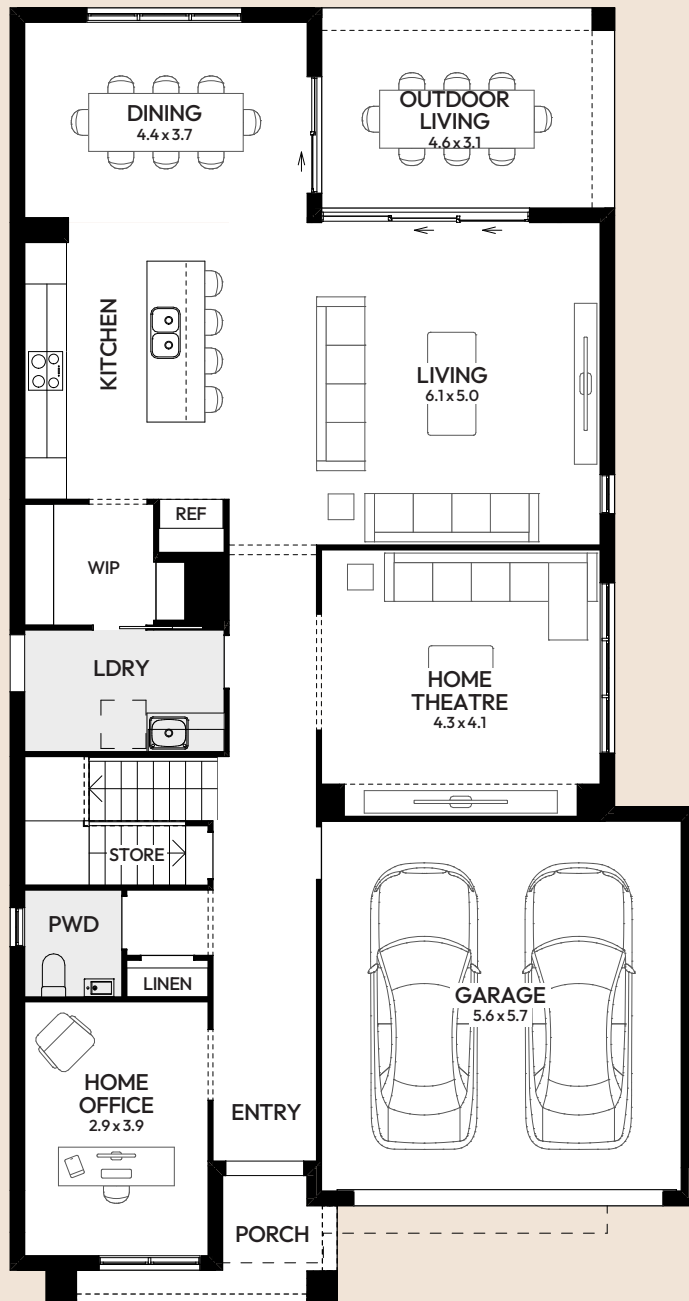 DINING
4.4 x 3.7
OUTDOOR
LIVING
4.6 x 3.1
KITCHEN
LIVING
6.1 x 5.0
REF
WIP
LDRY
HOME
THEATRE
4.3 x 4.1
STORE
PWD
LINEN
GARAGE
5.6 x 5.7
HOME
OFFICE
2.9 x 3.9
ENTRY
PORCH